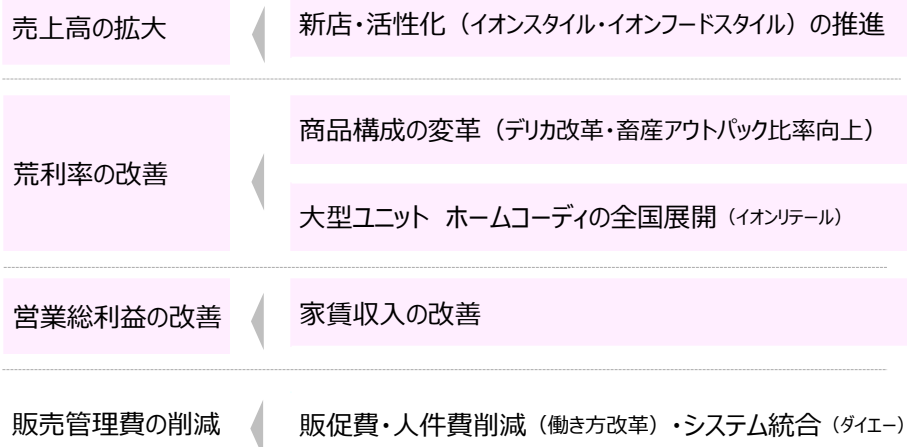 売上高の拡大
新店・活性化（イオンスタイル・イオンフードスタイル）の推進
荒利率の改善
商品構成の変革（デリカ改革・畜産アウトパック比率向上）
大型ユニット ホームコーディの全国展開（イオンリテール）
営業総利益の改善
家賃収入の改善
販売管理費の削減
販促費・人件費削減（働き方改革）・システム統合（ダイエー）